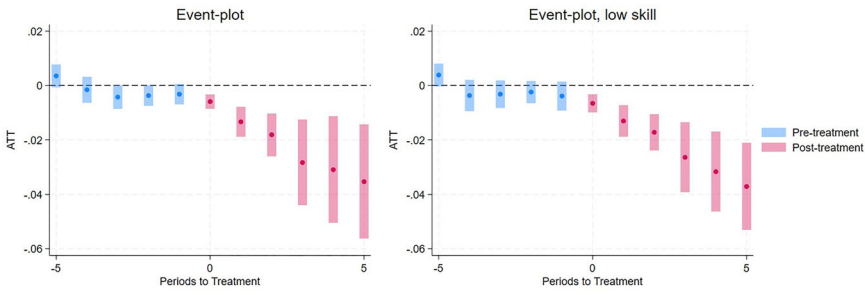 Event-plot
.02
0
-.02
-.04
-.06
ATT
-5
0
5
Periods to Treatment
Event-plot, low skill
.02
0
-.02
-.04
-.06
ATT
-5
0
5
Periods to Treatment
Pre-treatment
Post-treatment